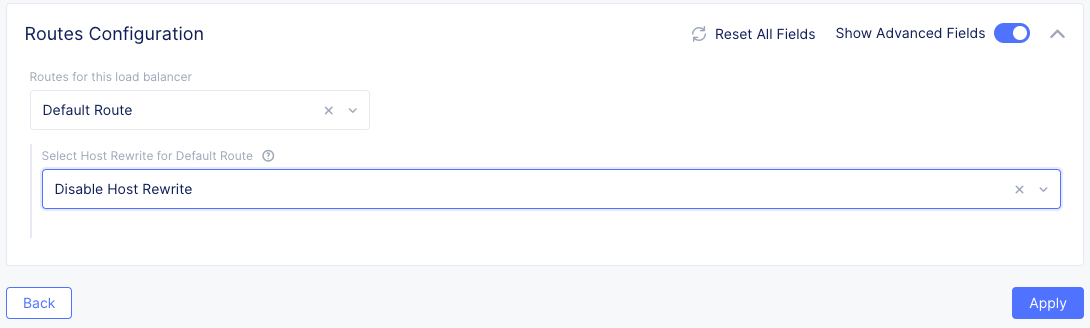 Routes Configuration
Reset All Fields
Show Advanced Fields
Routes for this load balancer
Default Route
Select Host Rewrite for Default Route
Disable Host Rewrite
Back
Apply